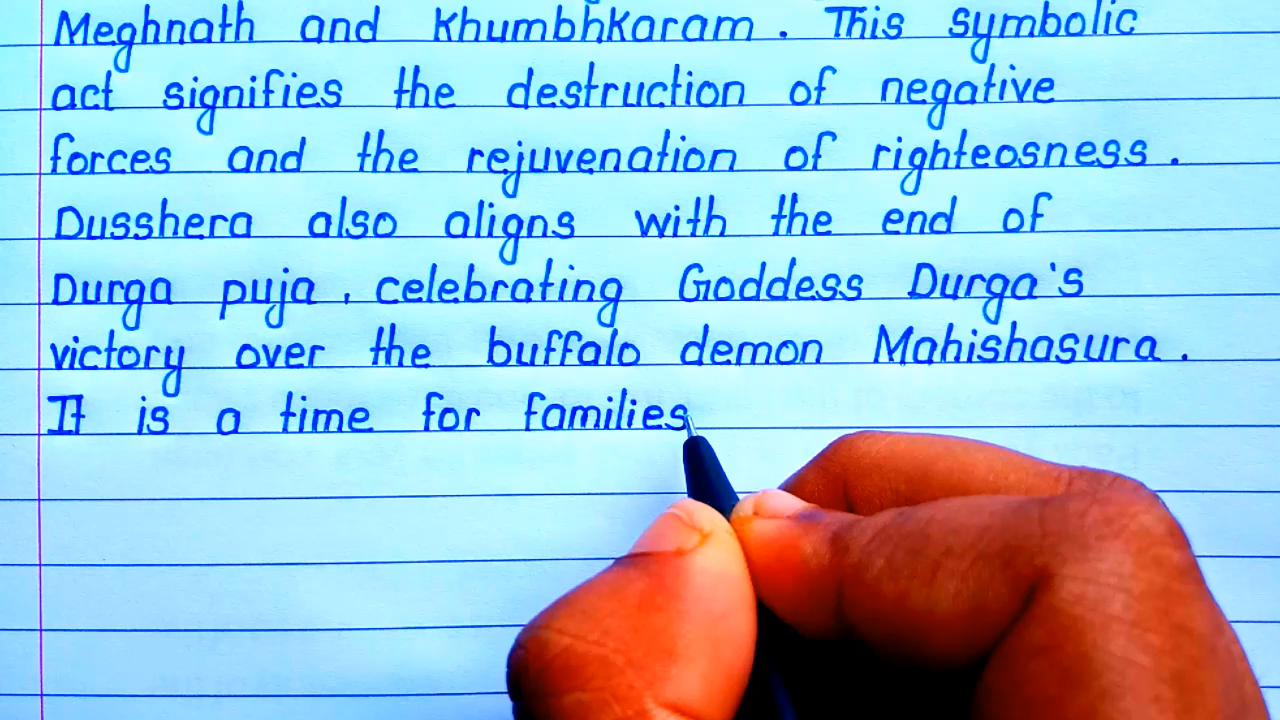 Meghnath and Khumbhkaram. This symbolic
act signifies the destruction of negative
forces and the rejuvenation of righteosness.
Dusshera also aligns with the end of
Durga puja, celebrating Goddess Durga's
victory over the buffalo demon Mahishasura.
It is a time for families